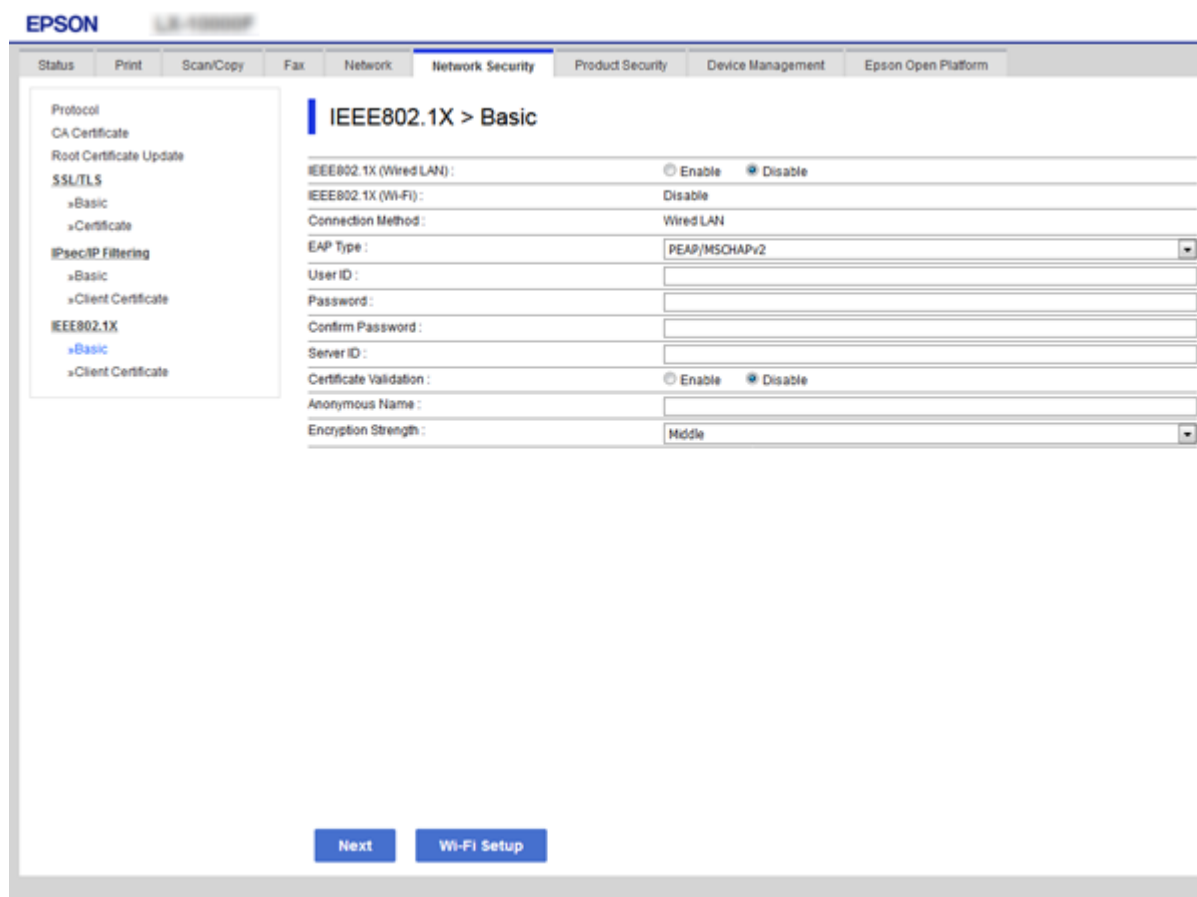 EPSON
Status Print Scan/Copy Fax Network Network Security Product Security Device Management Epson Open Platform
Protocol
CA Certificate
Root Certificate Update
SSL/TLS
»Basic
»Certificate
IPsec/IP Filtering
»Basic
»Client Certificate
IEEE802.1X
»Basic
»Client Certificate
IEEE802.1X > Basic
IEEE802.1X (Wired LAN) : Enable Disable
IEEE802.1X (Wi-Fi) : Disable
Connection Method : Wired LAN
EAP Type : PEAP/MSCHAPv2
User ID :
Password :
Confirm Password :
Server ID :
Certificate Validation : Enable Disable
Anonymous Name :
Encryption Strength : Middle
Next Wi-Fi Setup